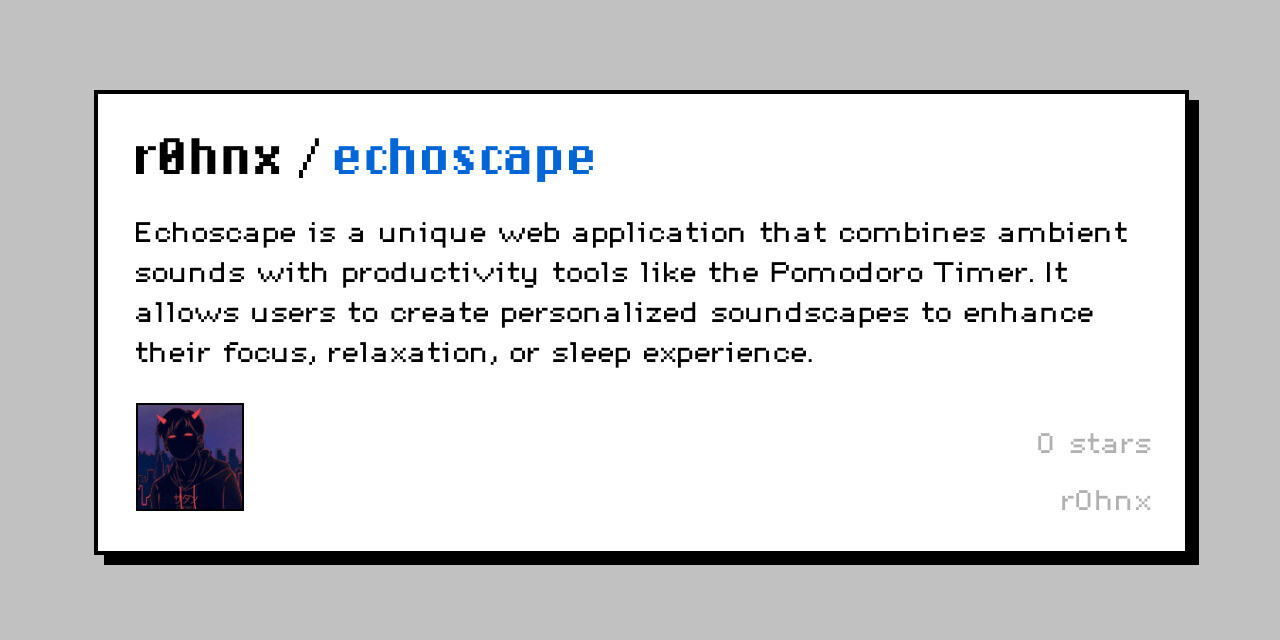 r0hnx / echoscape
Echoscape is a unique web application that combines ambient
sounds with productivity tools like the Pomodoro Timer. It
allows users to create personalized soundscapes to enhance
their focus, relaxation, or sleep experience.
0 stars
r0hnx